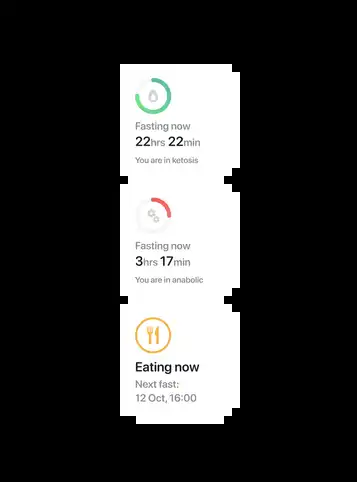 Fasting now
22hrs 22min
You are in ketosis
Fasting now
3hrs 17min
You are in anabolic
Eating now
Next fast:
12 Oct, 16:00